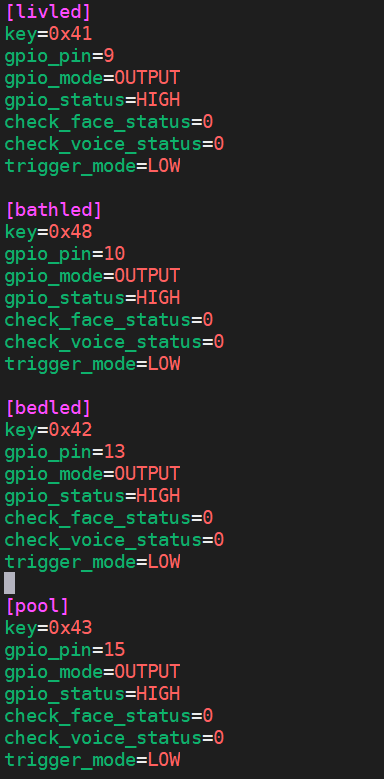 [livled]
key=0x41
gpio_pin=9
gpio_mode=OUTPUT
gpio_status=HIGH
check_face_status=0
check_voice_status=0
trigger_mode=LOW
[bathled]
key=0x48
gpio_pin=10
gpio_mode=OUTPUT
gpio_status=HIGH
check_face_status=0
check_voice_status=0
trigger_mode=LOW
[bedled]
key=0x42
gpio_pin=13
gpio_mode=OUTPUT
gpio_status=HIGH
check_face_status=0
check_voice_status=0
trigger_mode=LOW
[pool]
key=0x43
gpio_pin=15
gpio_mode=OUTPUT
gpio_status=HIGH
check_face_status=0
check_voice_status=0
trigger_mode=LOW